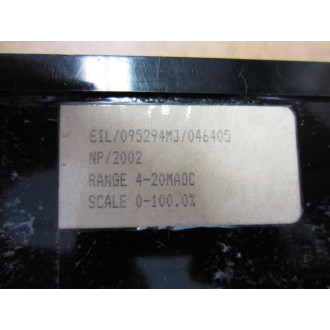 EIL/095294MJ/046405
NP/2002
RANGE 4-20MADC
SCALE 0-100.0%